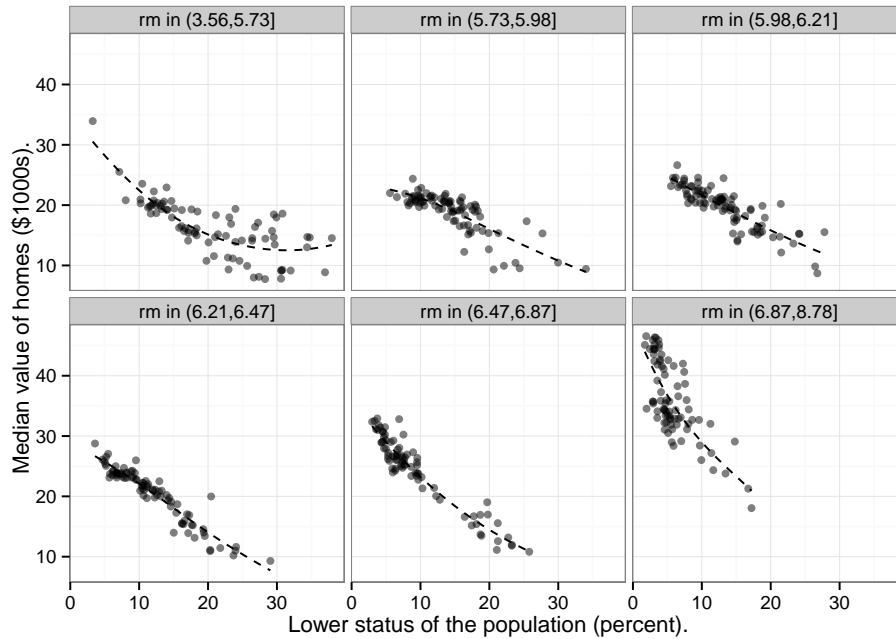 rm in (3.56,5.73]
rm in (5.73,5.98]
rm in (5.98,6.21]
40
30
20
10
rm in (6.21,6.47]
rm in (6.47,6.87]
rm in (6.87,8.78]
40
30
20
10
Median value of homes ($1000s).
0 10 20 30
0 10 20 30
0 10 20 30
Lower status of the population (percent).